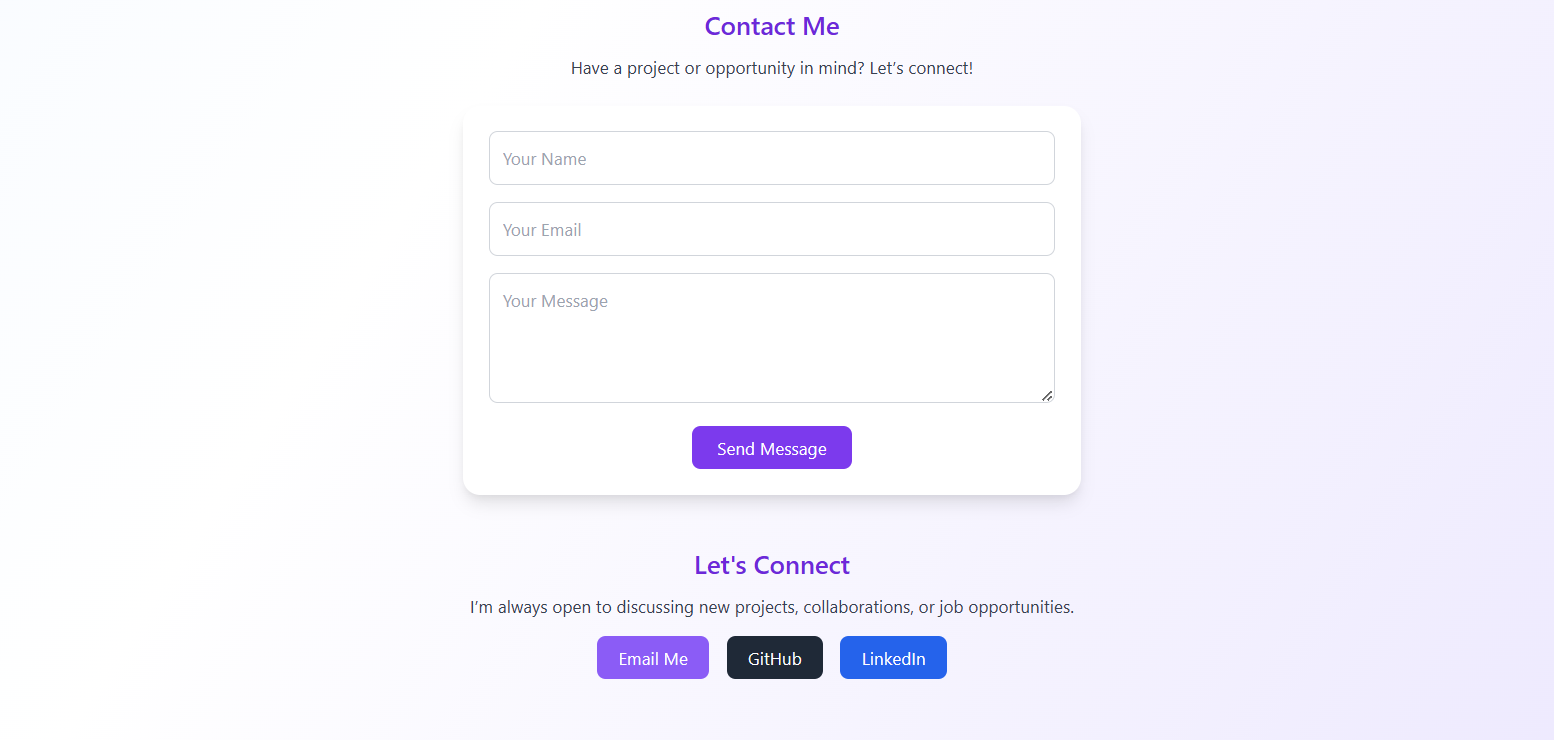 Contact Me
Have a project or opportunity in mind? Let’s connect!
Your Name
Your Email
Your Message
Send Message
Let's Connect
I’m always open to discussing new projects, collaborations, or job opportunities.
Email Me GitHub LinkedIn